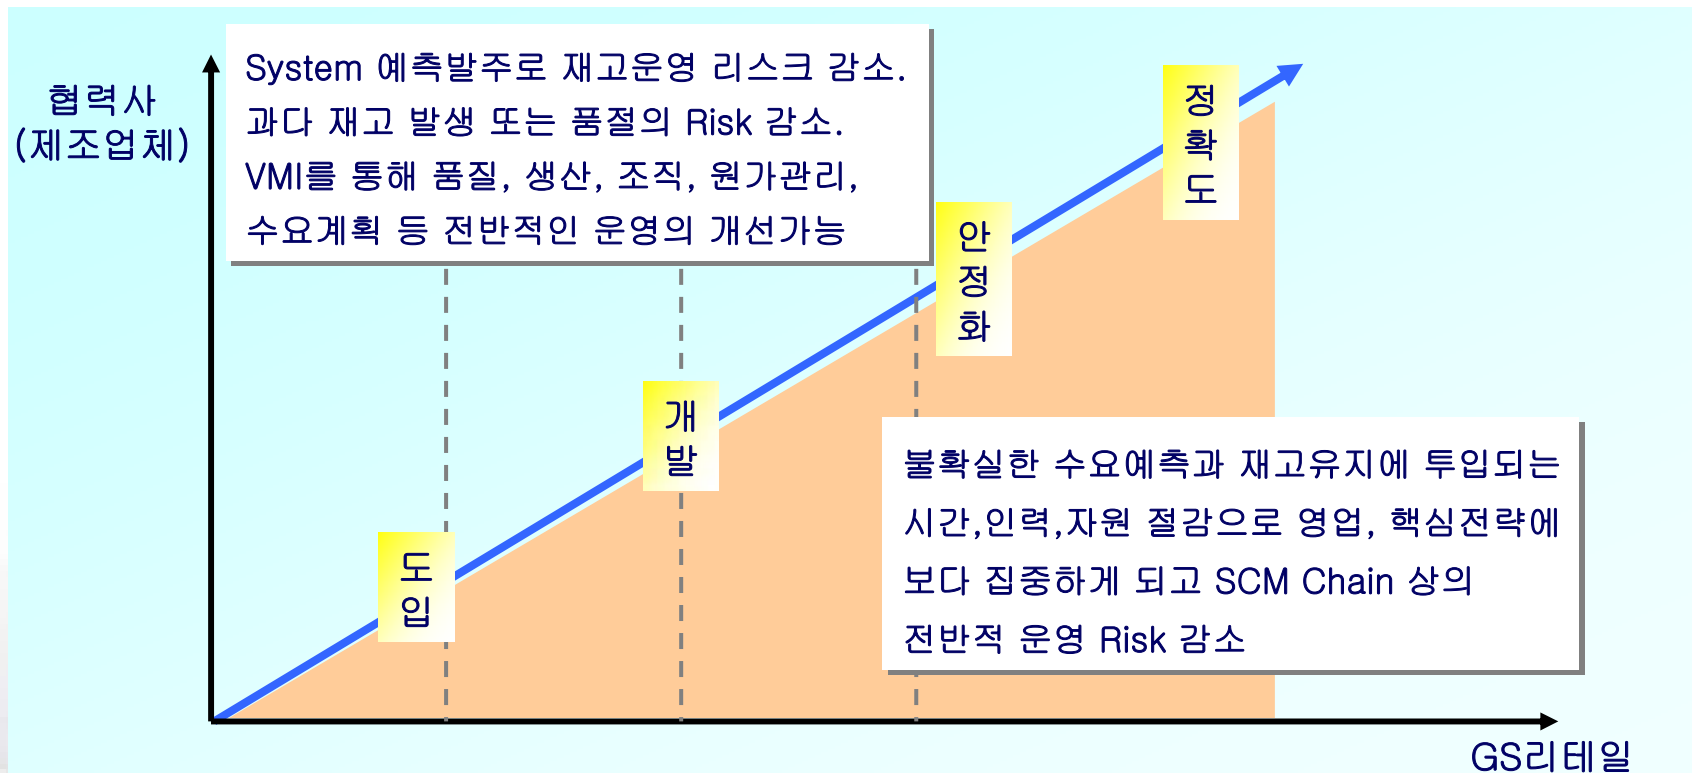 협력사
(제조업체)
System 예측발주로 재고운영 리스크 감소.
과다 재고 발생 또는 품절의 Risk 감소.
VMI를 통해 품질, 생산, 조직, 원가관리,
수요계획 등 전반적인 운영의 개선가능
정확도
안정화
개발
도입
불확실한 수요예측과 재고유지에 투입되는
시간,인력,자원 절감으로 영업, 핵심전략에
보다 집중하게 되고 SCM Chain 상의
전반적 운영 Risk 감소
GS리테일